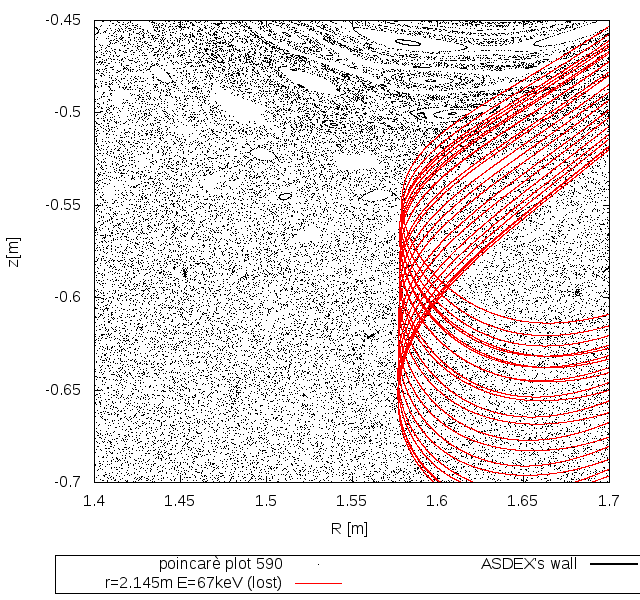 -0.45
-0.5
-0.55
-0.6
-0.65
-0.7
z[m]
1.4 1.45 1.5 1.55 1.6 1.65 1.7
R [m]
poincarè plot 590 ASDEX's wall
r=2.145m E=67keV (lost)